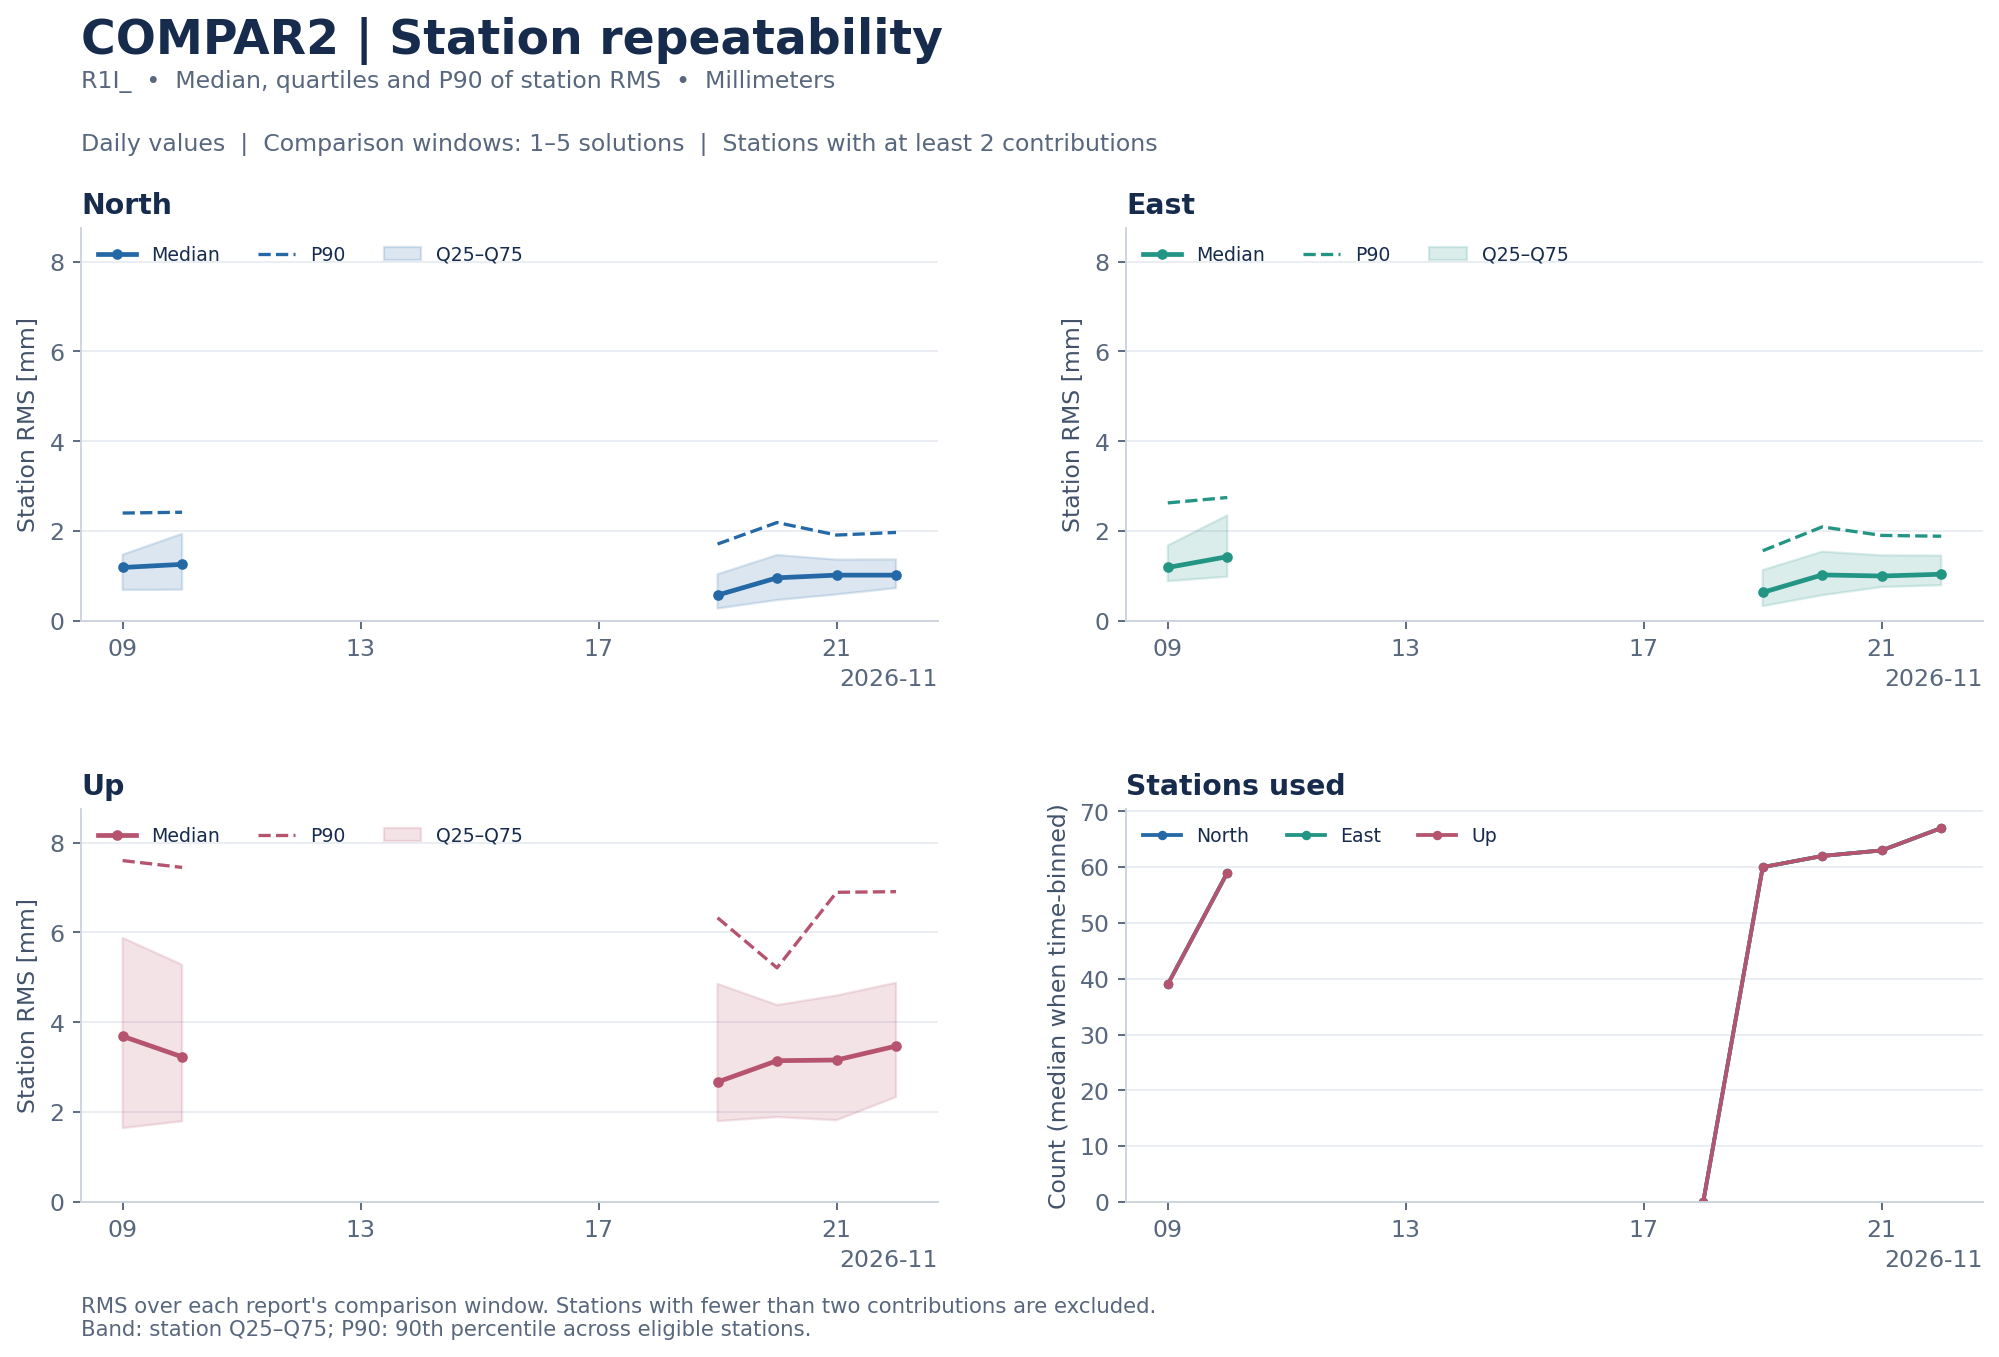 COMPAR2 | Station repeatability
R1I_ • Median, quartiles and P90 of station RMS • Millimeters
Daily values | Comparison windows: 1–5 solutions | Stations with at least 2 contributions
North
Median P90 Q25–Q75
Station RMS [mm]
8
6
4
2
0
09 13 17 21
2026-11
East
Median P90 Q25–Q75
Station RMS [mm]
8
6
4
2
0
09 13 17 21
2026-11
Up
Median P90 Q25–Q75
Station RMS [mm]
8
6
4
2
0
09 13 17 21
2026-11
Stations used
North East Up
Count (median when time-binned)
70
60
50
40
30
20
10
0
09 13 17 21
2026-11
RMS over each report's comparison window. Stations with fewer than two contributions are excluded.
Band: station Q25–Q75; P90: 90th percentile across eligible stations.